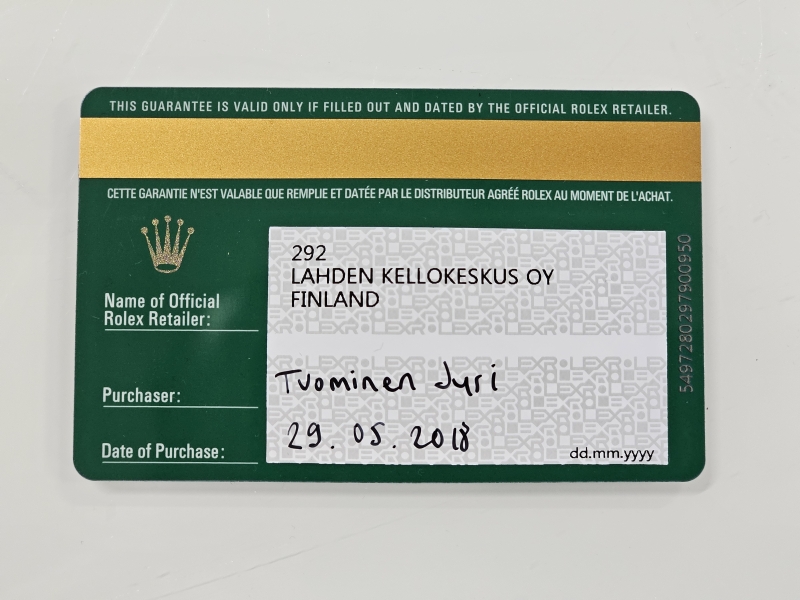 THIS GUARANTEE IS VALID ONLY IF FILLED OUT AND DATED BY THE OFFICIAL ROLEX RETAILER.
CETTE GARANTIE N'EST VALABLE QUE REMPLIE ET DATÉE PAR LE DISTRIBUTEUR AGRÉÉ ROLEX AU MOMENT DE L'ACHAT.
292
LAHDEN KELLOKESKUS OY
FINLAND
Name of Official
Rolex Retailer:
Purchaser:
Tuominen Jyri
Date of Purchase:
29.05.2018
dd.mm.yyyy
5497280297900950